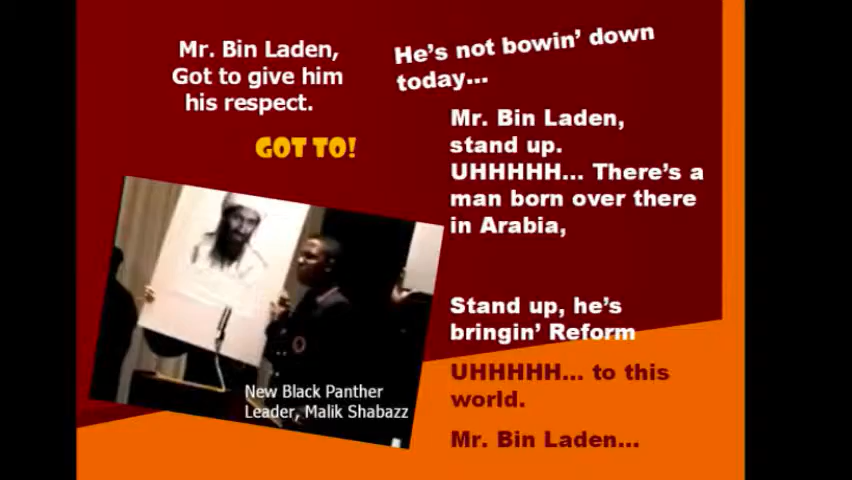 Mr. Bin Laden,
Got to give him
his respect.
GOT TO!
He's not bowin' down
today...
Mr. Bin Laden,
stand up.
UHHHHH... There's a
man born over there
in Arabia,
Stand up, he's
bringin' Reform
UHHHHH... to this
world.
Mr. Bin Laden...
New Black Panther
Leader, Malik Shabazz